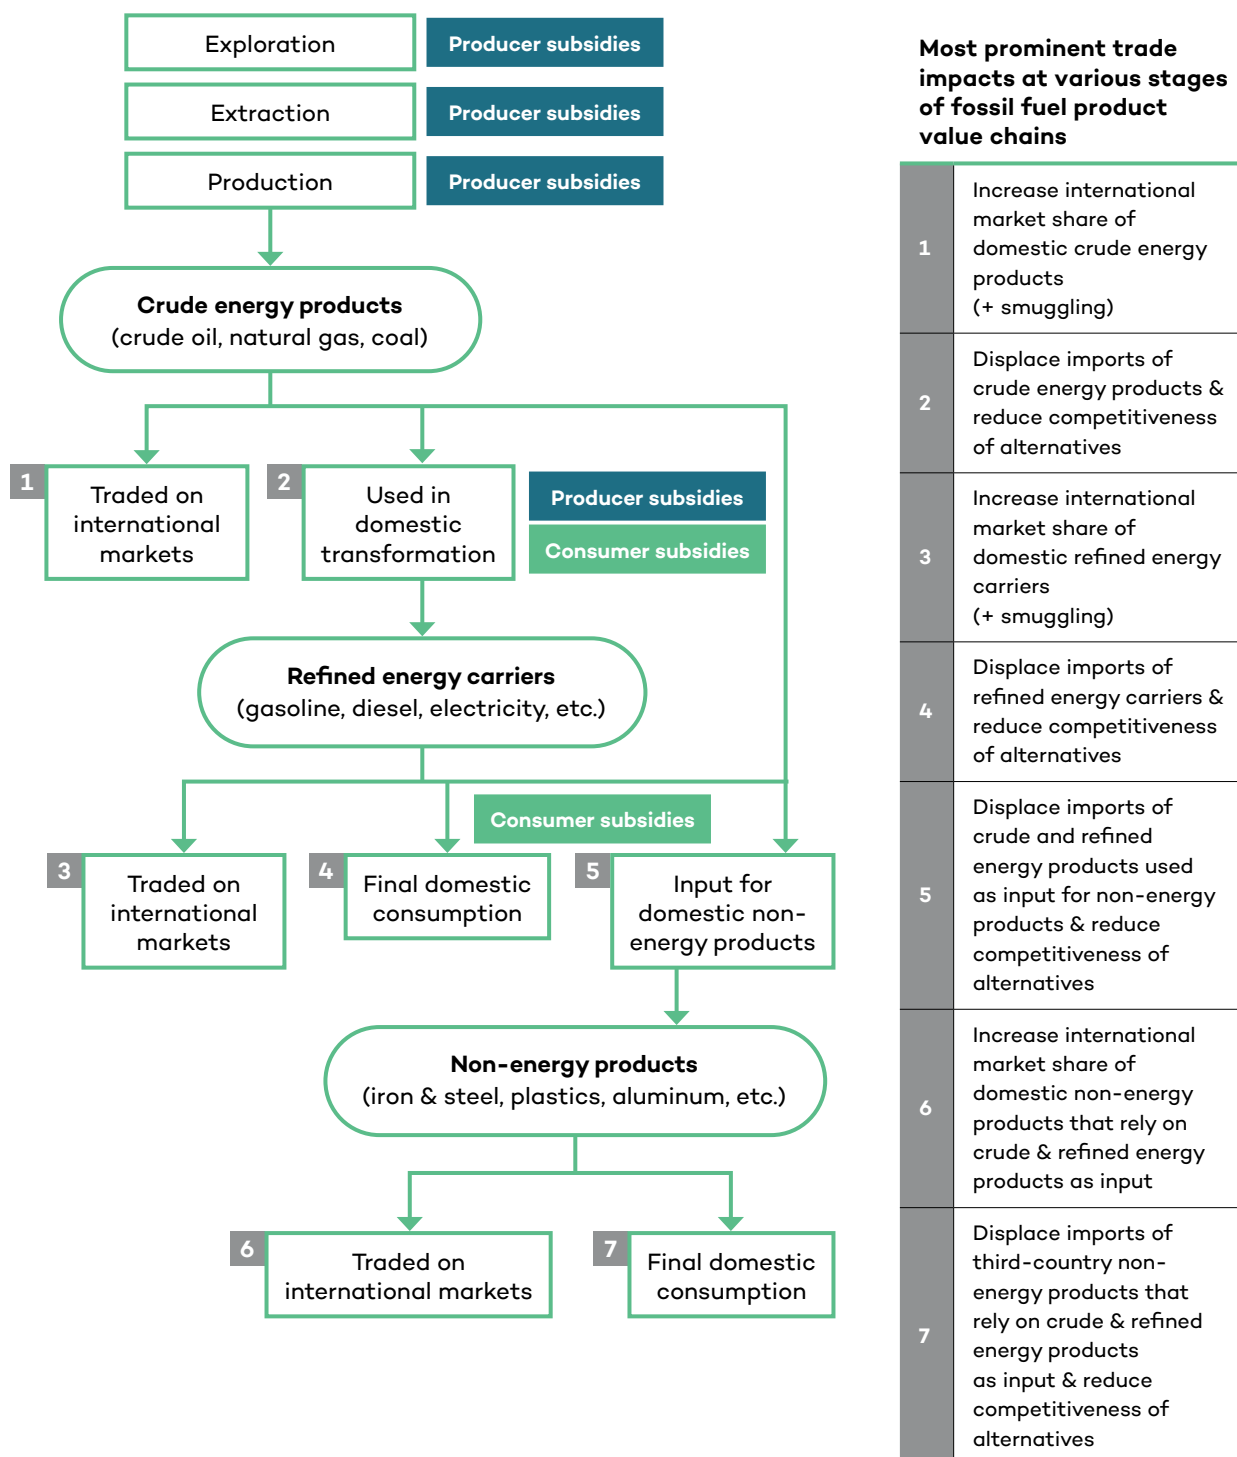 Exploration
Producer subsidies
Extraction
Producer subsidies
Production
Producer subsidies
Crude energy products
(crude oil, natural gas, coal)
1
Traded on
international
markets
2
Used in
domestic
transformation
Producer subsidies
Consumer subsidies
Refined energy carriers
(gasoline, diesel, electricity, etc.)
Consumer subsidies
3
Traded on
international
markets
4
Final domestic
consumption
5
Input for
domestic non-
energy products
Non-energy products
(iron & steel, plastics, aluminum, etc.)
6
Traded on
international markets
7
Final domestic
consumption
Most prominent trade
impacts at various stages
of fossil fuel product
value chains
1
Increase international
market share of
domestic crude energy
products
(+ smuggling)
2
Displace imports of
crude energy products &
reduce competitiveness
of alternatives
3
Increase international
market share of
domestic refined energy
carriers
(+ smuggling)
4
Displace imports of
refined energy carriers &
reduce competitiveness
of alternatives
5
Displace imports of
crude and refined
energy products used
as input for non-energy
products & reduce
competitiveness of
alternatives
6
Increase international
market share of
domestic non-energy
products that rely on
crude & refined energy
products as input
7
Displace imports of
third-country non-
energy products that
rely on crude & refined
energy products
as input & reduce
competitiveness of
alternatives